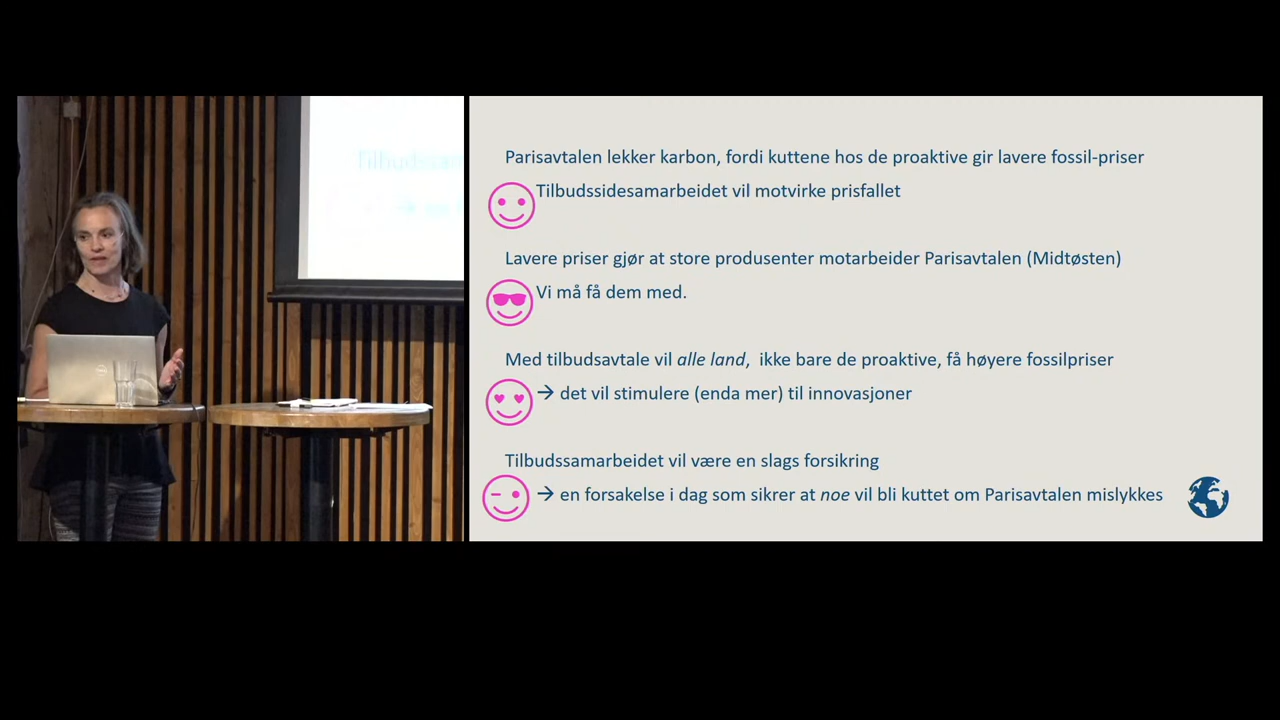 Parisavtalen lekker karbon, fordi kuttene hos de proaktive gir lavere fossil-priser
Tilbudssidesamarbeidet vil motvirke prisfallet
Lavere priser gjør at store produsenter motarbeider Parisavtalen (Midtøsten)
Vi må få dem med.
Med tilbudsavtale vil alle land,  ikke bare de proaktive, få høyere fossilpriser
→ det vil stimulere (enda mer) til innovasjoner
Tilbudssamarbeidet vil være en slags forsikring
→ en forsakelse i dag som sikrer at noe vil bli kuttet om Parisavtalen mislykkes